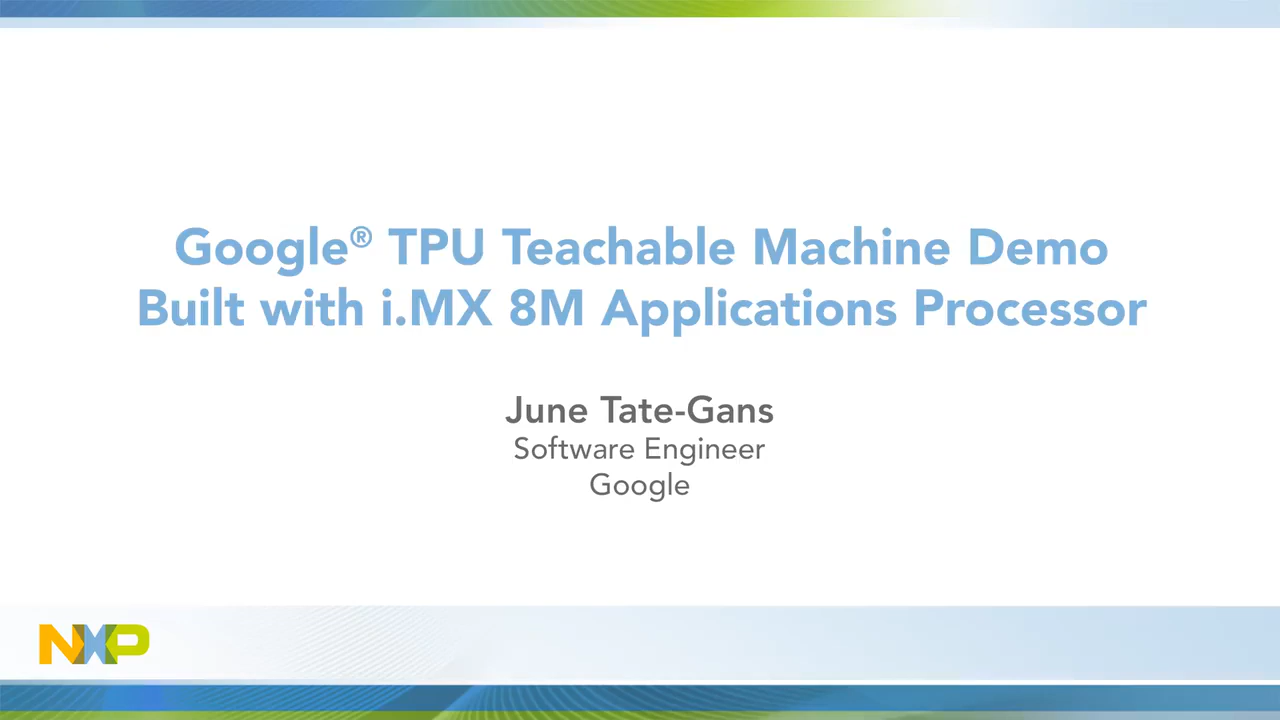 Google® TPU Teachable Machine Demo
Built with i.MX 8M Applications Processor
June Tate-Gans
Software Engineer
Google
NXP